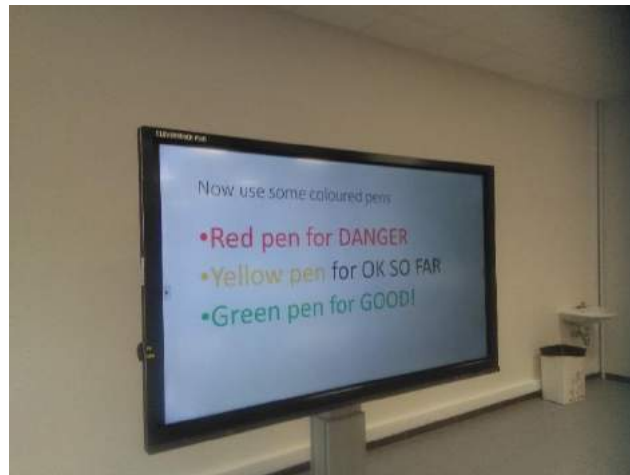 Now use some coloured pens
•Red pen for DANGER
•Yellow pen for OK SO FAR
•Green pen for GOOD!